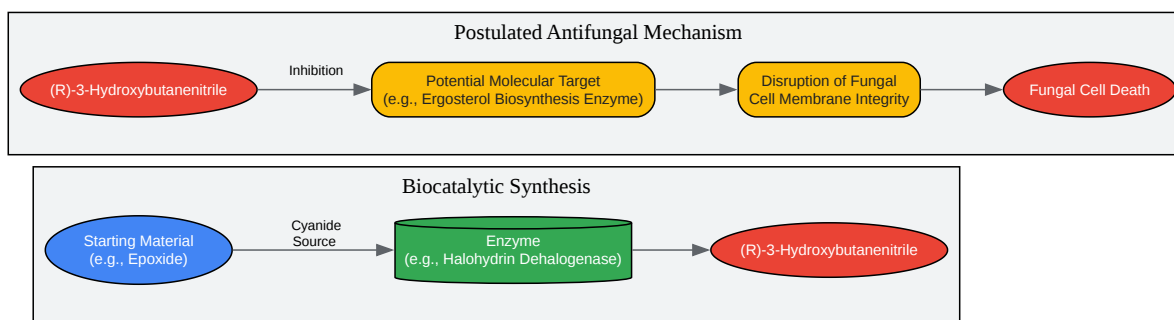 Postulated Antifungal Mechanism
(R)-3-Hydroxybutanenitrile
Inhibition
Potential Molecular Target
(e.g., Ergosterol Biosynthesis Enzyme)
Disruption of Fungal
Cell Membrane Integrity
Fungal Cell Death
Biocatalytic Synthesis
Starting Material
(e.g., Epoxide)
Cyanide
Source
Enzyme
(e.g., Halohydrin Dehalogenase)
(R)-3-Hydroxybutanenitrile